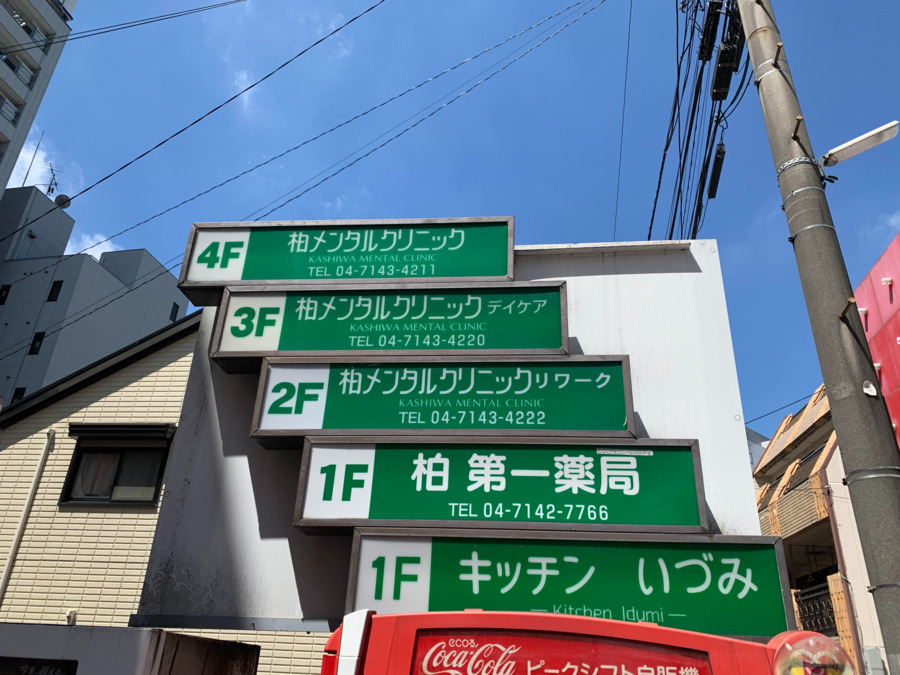 4F
柏メンタルクリニック
KASHIWA MENTAL CLINIC
TEL 04-7143-4211
3F
柏メンタルクリニック デイケア
KASHIWA MENTAL CLINIC
TEL 04-7143-4220
2F
柏メンタルクリニックリワーク
KASHIWA MENTAL CLINIC
TEL 04-7143-4222
1F
柏 第一薬局
TEL 04-7142-7766
1F
キッチン いづみ
Kitchen Idumi
ecoる
Coca-Cola
ピークシフト自販機